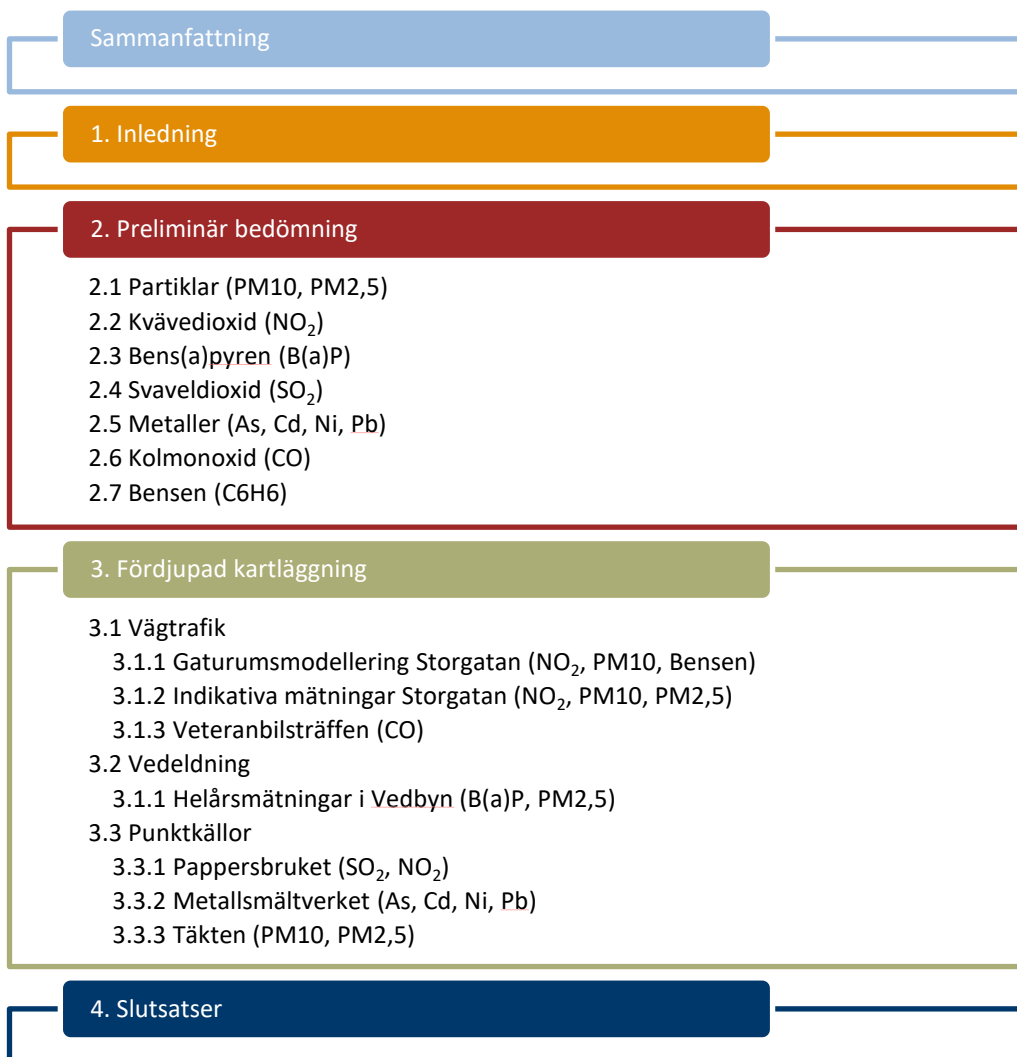 Sammanfattning
1. Inledning
2. Preliminär bedömning
2.1 Partiklar (PM10, PM2,5)
2.2 Kvävedioxid (NO₂)
2.3 Bens(a)pyren (B(a)P)
2.4 Svaveldioxid (SO₂)
2.5 Metaller (As, Cd, Ni, Pb)
2.6 Kolmonoxid (CO)
2.7 Bensen (C6H6)
3. Fördjupad kartläggning
3.1 Vägtrafik
3.1.1 Gaturumsmodellering Storgatan (NO₂, PM10, Bensen)
3.1.2 Indikativa mätningar Storgatan (NO₂, PM10, PM2,5)
3.1.3 Veteranbilsträffen (CO)
3.2 Vedeldning
3.1.1 Helårsmätningar i Vedbyn (B(a)P, PM2,5)
3.3 Punktkällor
3.3.1 Pappersbruket (SO₂, NO₂)
3.3.2 Metallsmältverket (As, Cd, Ni, Pb)
3.3.3 Täkten (PM10, PM2,5)
4. Slutsatser